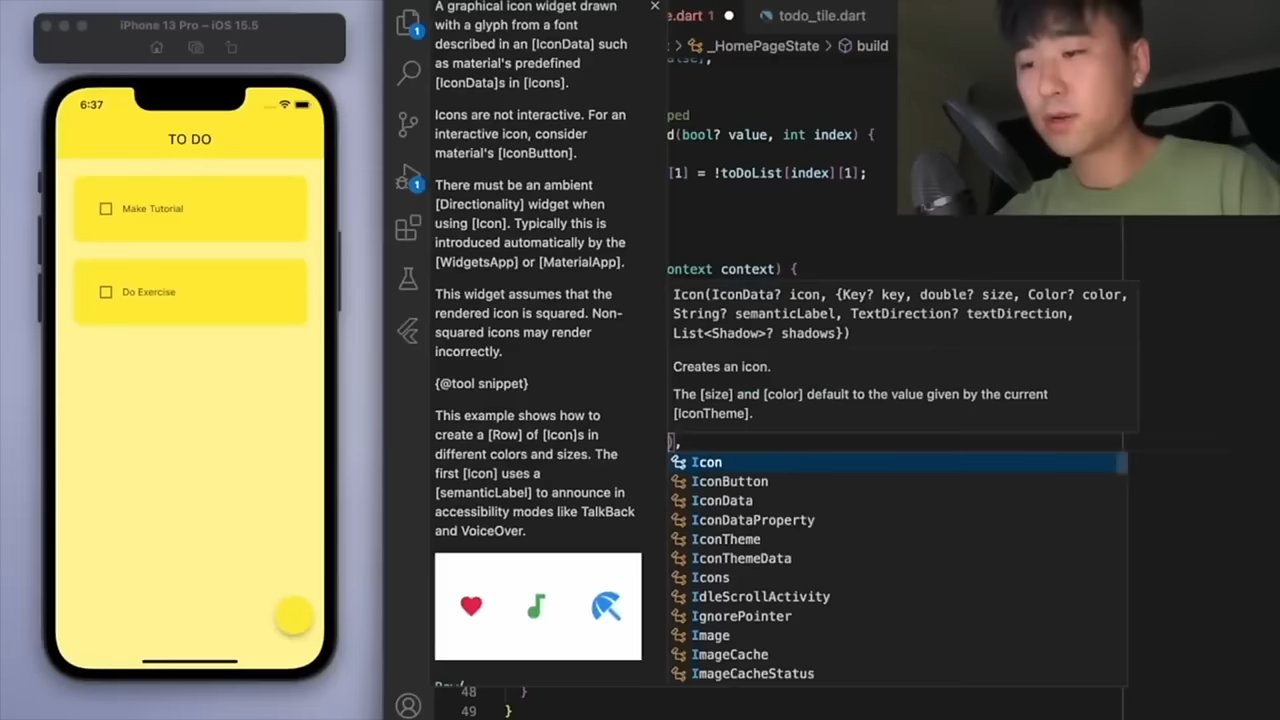 iPhone 13 Pro – iOS 15.5
6:37
TO DO
Make Tutorial
Do Exercise
1
1
A graphical icon widget drawn
with a glyph from a font
described in an [IconData] such
as material's predefined
[IconData]s in [Icons].
Icons are not interactive. For an
interactive icon, consider
material's [IconButton].
There must be an ambient
[Directionality] widget when
using [Icon]. Typically this is
introduced automatically by the
[WidgetsApp] or [MaterialApp].
This widget assumes that the
rendered icon is squared. Non-
squared icons may render
incorrectly.
{@tool snippet}
This example shows how to
create a [Row] of [Icon]s in
different colors and sizes. The
first [Icon] uses a
[semanticLabel] to announce in
accessibility modes like TalkBack
and VoiceOver.
e.dart 1
todo_tile.dart
> _HomePageState > build
ped
d(bool? value, int index) {
[1] = !toDoList[index][1];
ontext context) {
Icon(IconData? icon, {Key? key, double? size, Color? color,
String? semanticLabel, TextDirection? textDirection,
List<Shadow>? shadows})
Creates an icon.
The [size] and [color] default to the value given by the current
[IconTheme].
),
Icon
IconButton
IconData
IconDataProperty
IconTheme
IconThemeData
Icons
IdleScrollActivity
IgnorePointer
Image
ImageCache
ImageCacheStatus
48 }
49 }